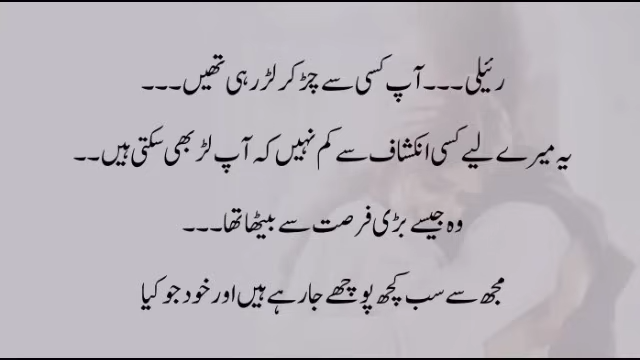 رئیلی۔۔۔ آپ کسی سے چڑ کر لڑ رہی تھیں۔۔۔
یہ میرے لیے کسی انکشاف سے کم نہیں کہ آپ لڑ بھی سکتی ہیں۔۔
وہ جیسے بڑی فرصت سے بیٹھا تھا۔۔۔
مجھ سے سب کچھ پوچھے جا رہے ہیں اور خود جو کیا